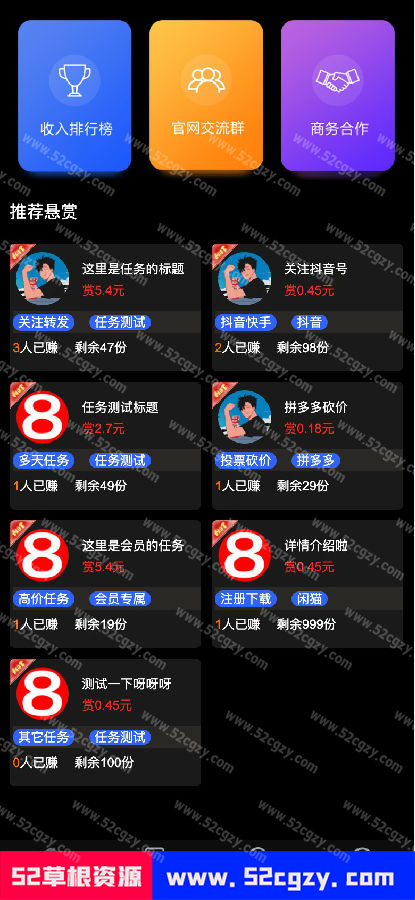 收入排行榜
官网交流群
商务合作
推荐悬赏
这里是任务的标题
赏5.4元
关注转发 任务测试
3人已赚 剩余47份
关注抖音号
赏0.45元
抖音快手 抖音
2人已赚 剩余98份
8
任务测试标题
赏2.7元
多天任务 任务测试
1人已赚 剩余49份
拼多多砍价
赏0.18元
投票砍价 拼多多
1人已赚 剩余29份
8
这里是会员的任务
赏5.4元
高价任务 会员专属
1人已赚 剩余19份
8
详情介绍啦
赏0.45元
注册下载 闲猫
1人已赚 剩余999份
8
测试一下呀呀呀
赏0.45元
其它任务 任务测试
0人已赚 剩余100份
52草根资源 www.52cgzy.com